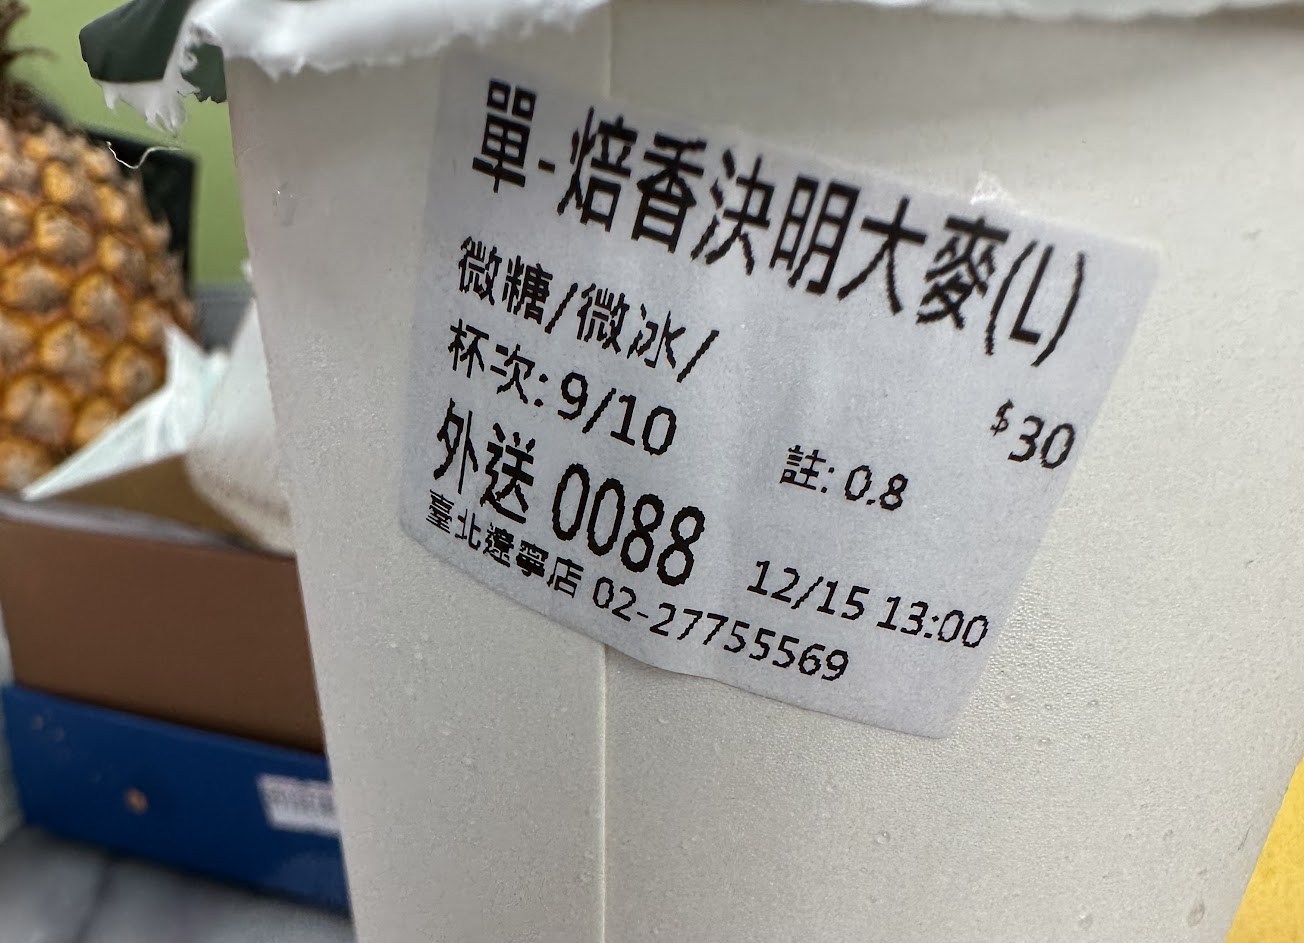 單-焙香決明大麥(L)
微糖/微冰/
杯次: 9/10
$30
外送 0088
註: 0.8
臺北遼寧店 02-27755569
12/15 13:00